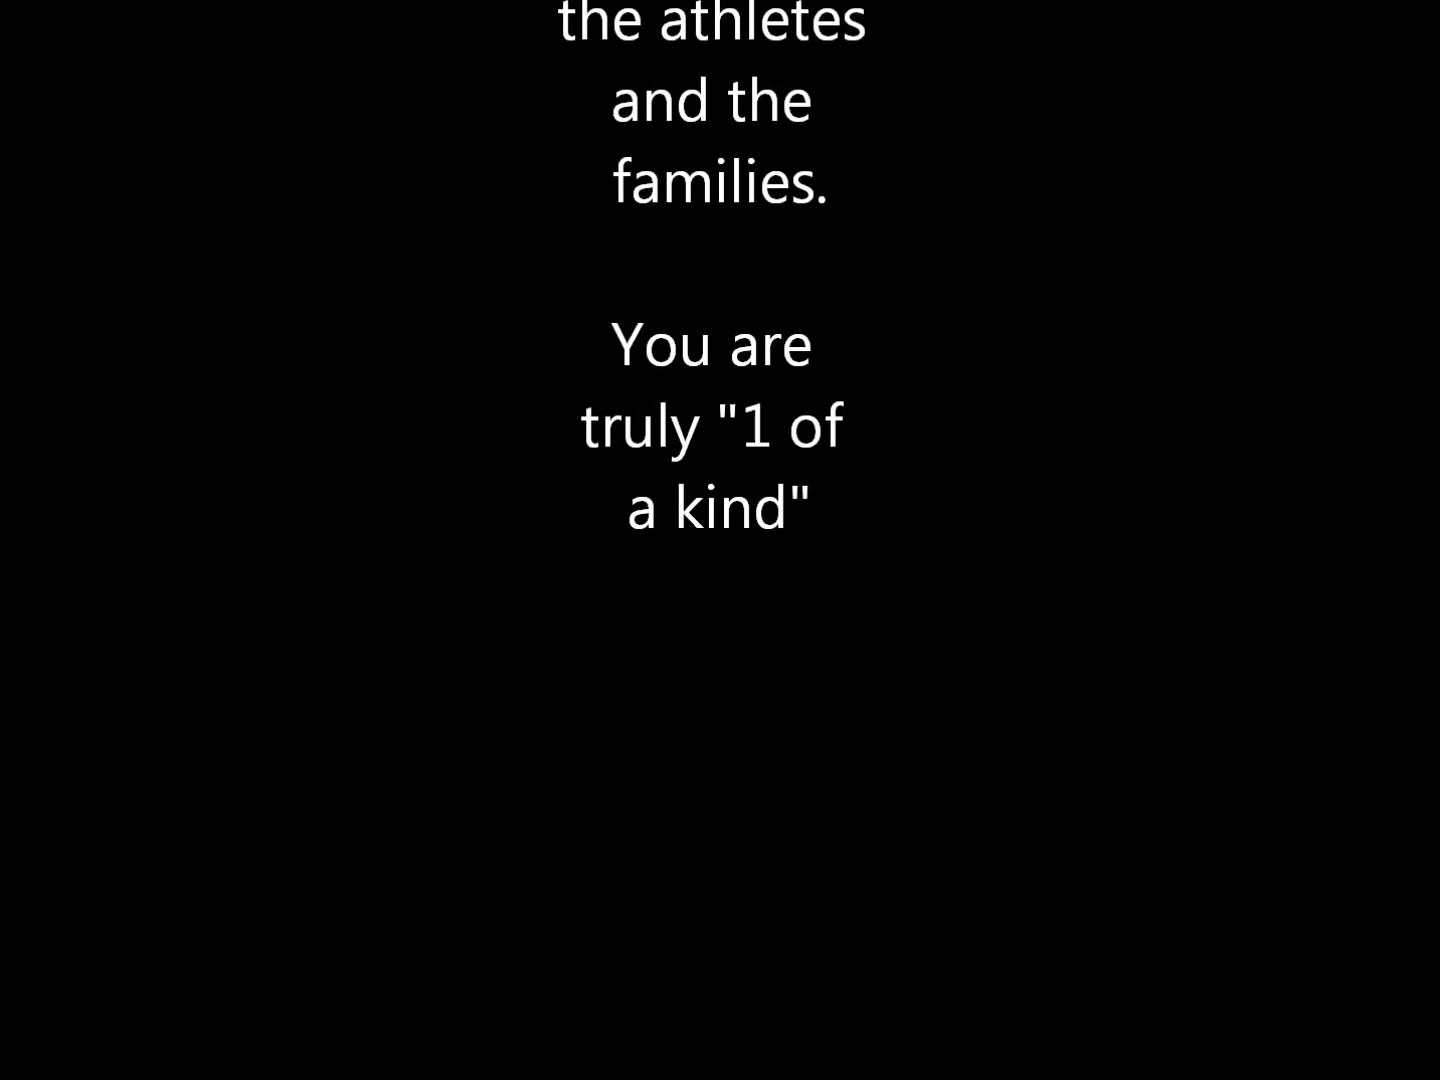 the athletes
and the
families.
You are
truly "1 of
a kind"